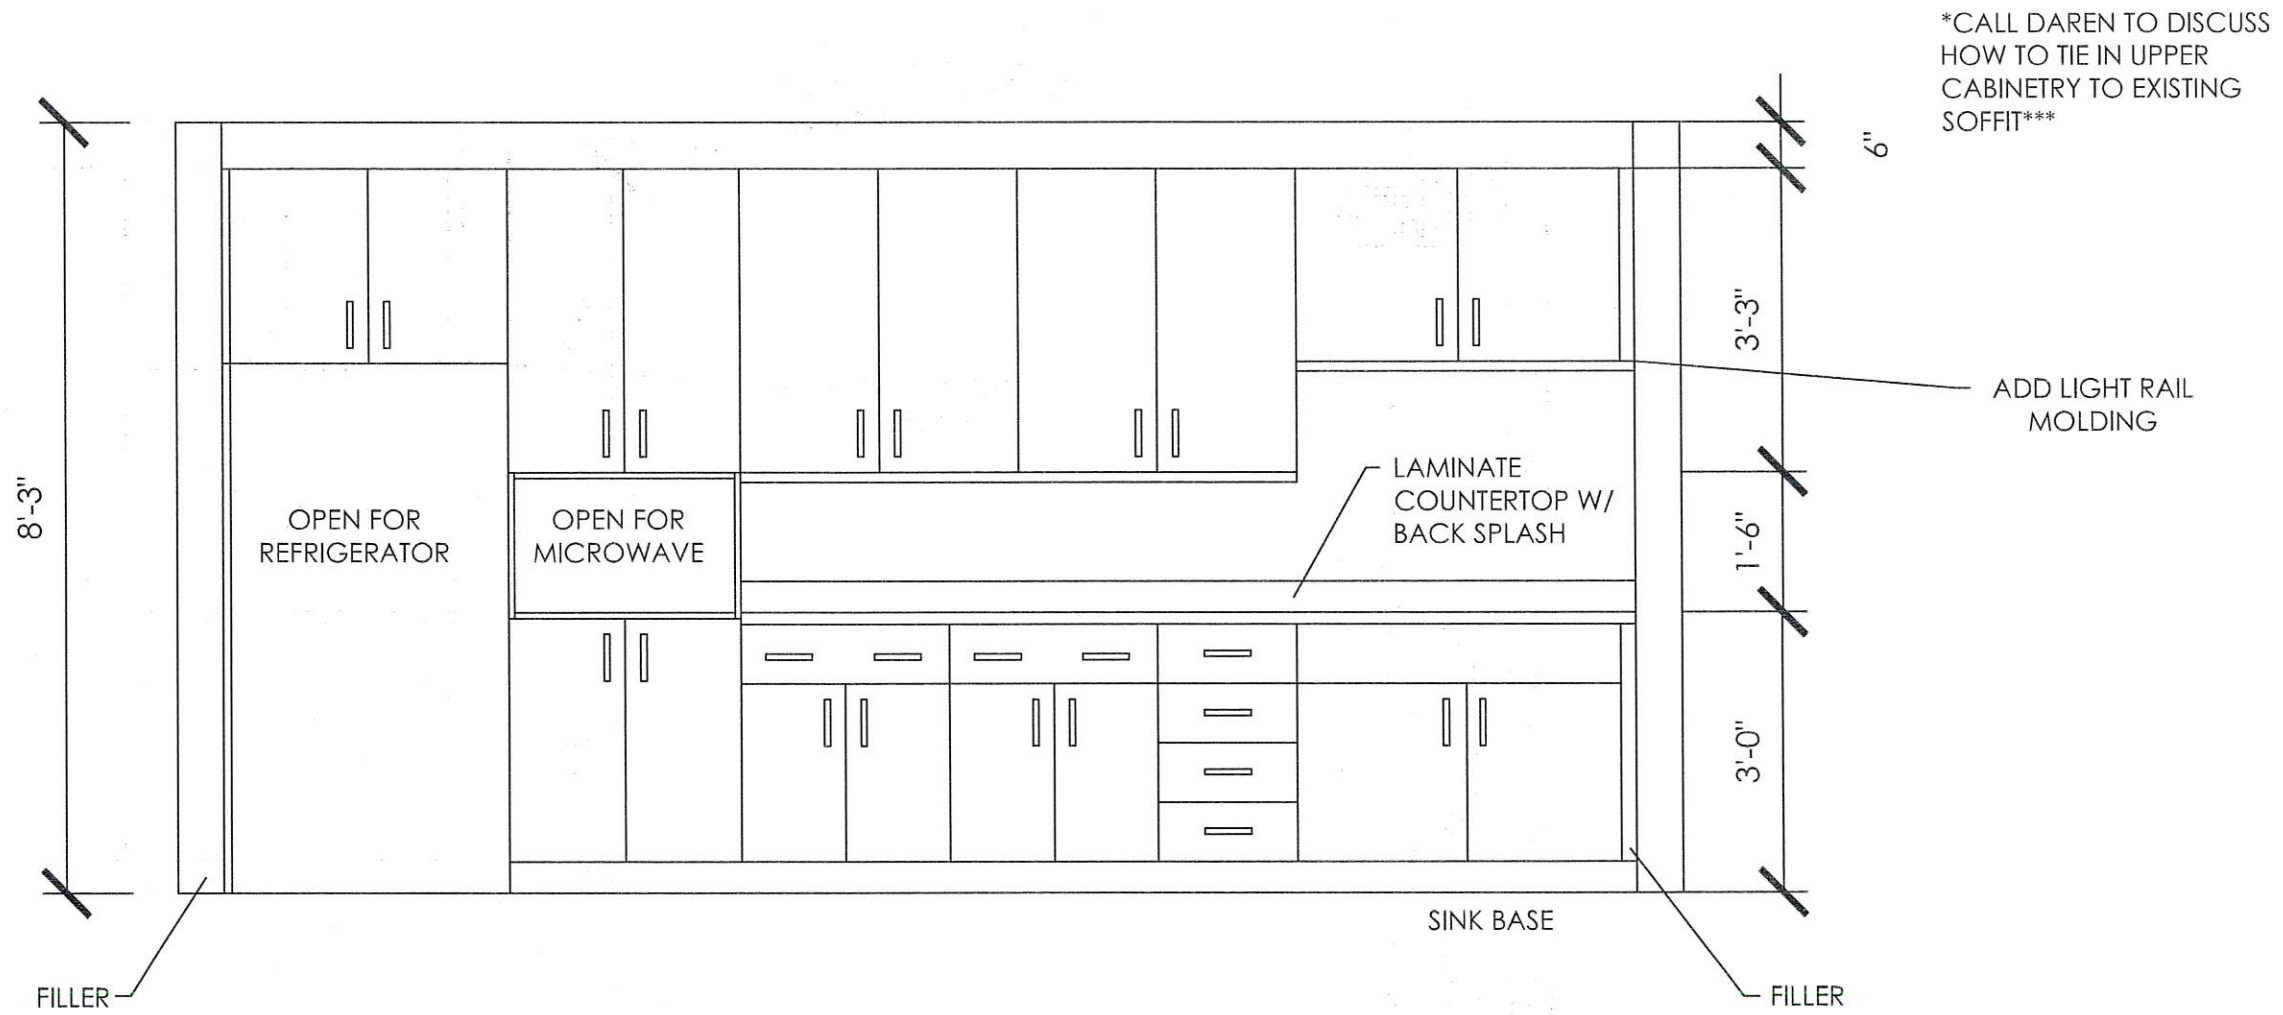 *CALL DAREN TO DISCUSS
HOW TO TIE IN UPPER
CABINETRY TO EXISTING
SOFFIT***
6"
3'-3"
ADD LIGHT RAIL
MOLDING
8'-3"
OPEN FOR
REFRIGERATOR
OPEN FOR
MICROWAVE
LAMINATE
COUNTERTOP W/
BACK SPLASH
1'-6"
3'-0"
SINK BASE
FILLER
FILLER